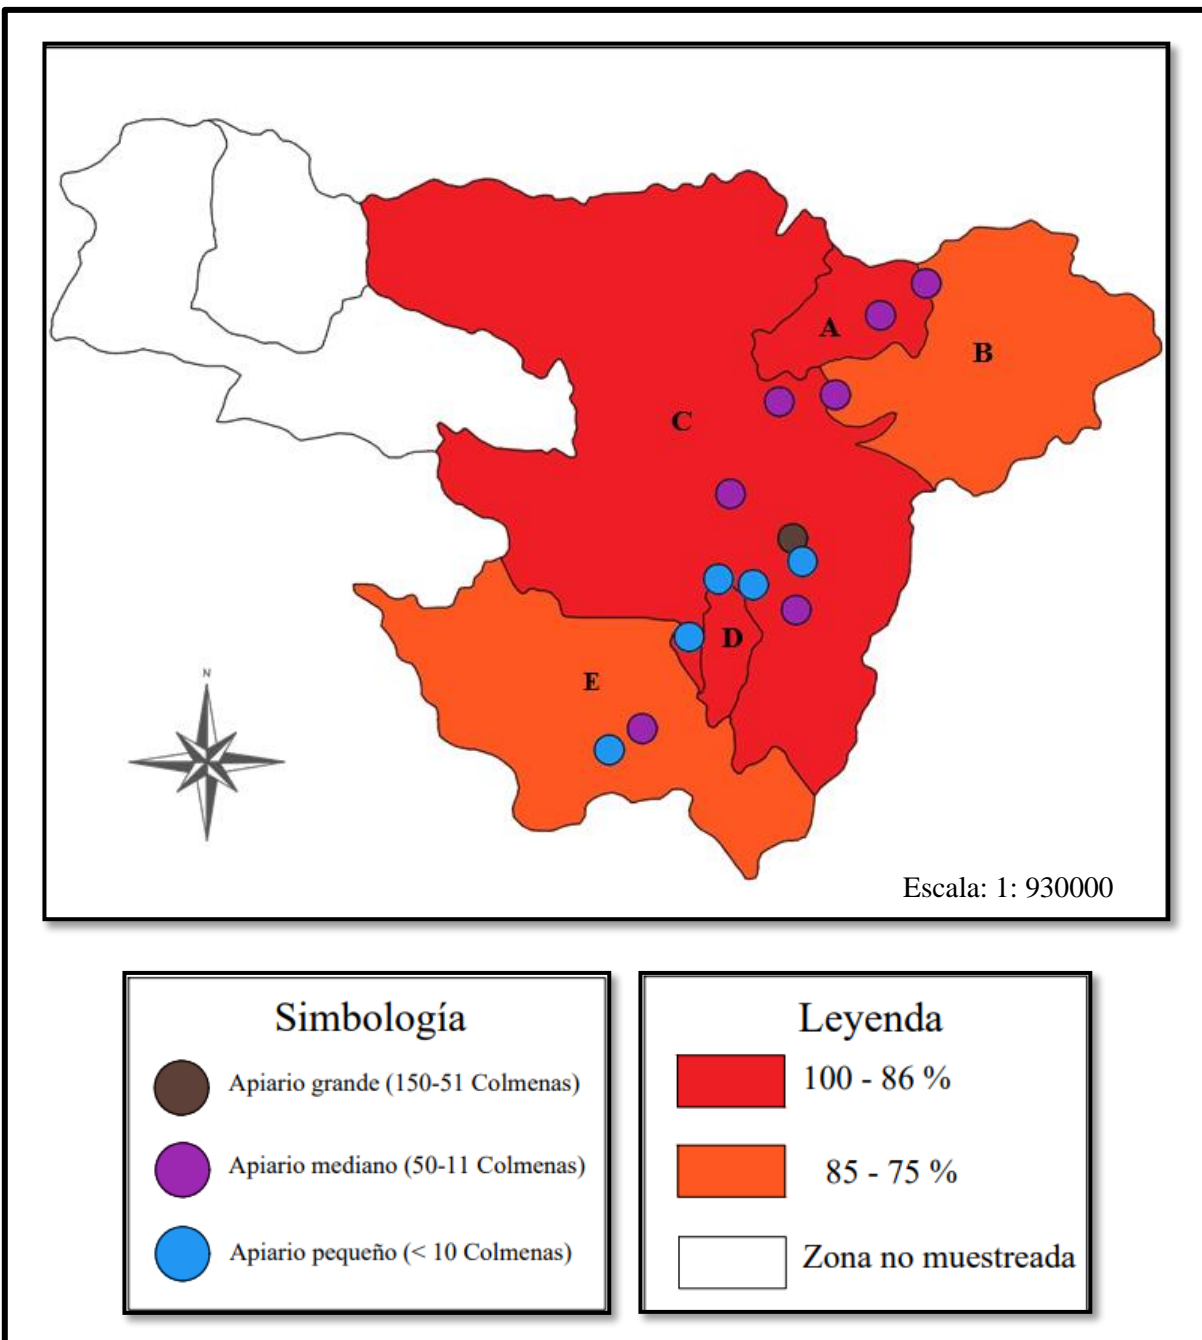 A
B
C
D
E
N
Escala: 1: 930000
Simbología
Apiario grande (150-51 Colmenas)
Apiario mediano (50-11 Colmenas)
Apiario pequeño (< 10 Colmenas)
Leyenda
100 - 86 %
85 - 75 %
Zona no muestreada